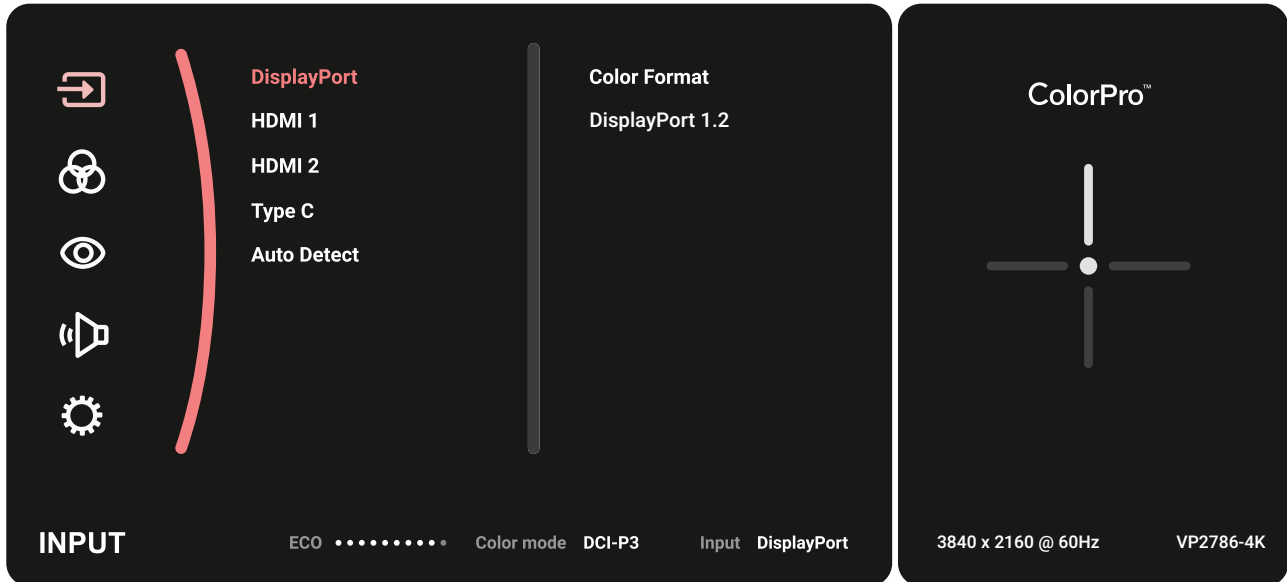 DisplayPort
HDMI 1
HDMI 2
Type C
Auto Detect
Color Format
DisplayPort 1.2
INPUT
ECO
Color mode DCI-P3
Input DisplayPort
ColorPro™
3840 x 2160 @ 60Hz
VP2786-4K